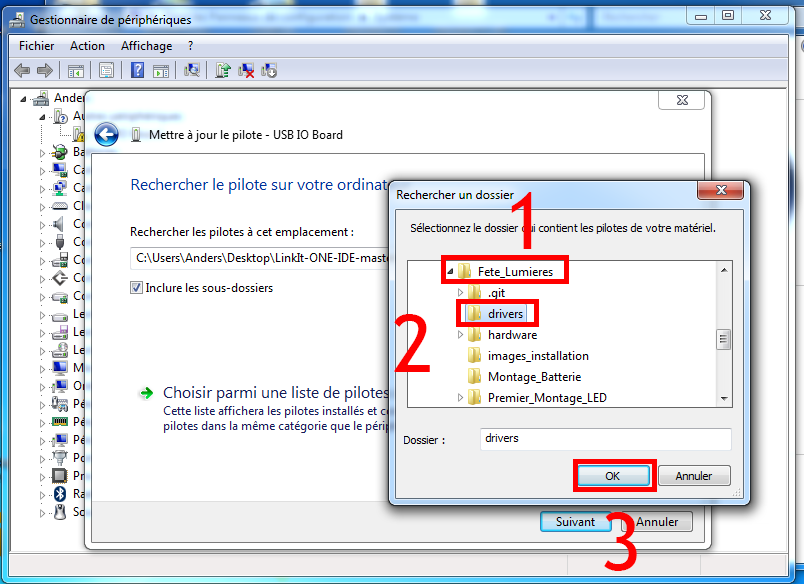 Gestionnaire de périphériques
Fichier Action Affichage ?
Ander
Au
Ba
Ca
Ca
Cl
Co
Co
Co
Co
Co
Le
Le
Le
M
On
Pé
Pé
Pé
Po
Pr
Ra
Sc
Mettre à jour le pilote - USB IO Board
Rechercher le pilote sur votre ordinat
Rechercher les pilotes à cet emplacement :
C:\Users\Anders\Desktop\LinkIt-ONE-IDE-maste
Inclure les sous-dossiers
Choisir parmi une liste de pilotes
Cette liste affichera les pilotes installés et co
pilotes dans la même catégorie que le périp
Suivant Annuler
Rechercher un dossier
1
Sélectionnez le dossier qui contient les pilotes de votre matériel.
Fete_Lumieres
.git
2
drivers
hardware
images_installation
Montage_Batterie
Premier_Montage_LED
Dossier : drivers
OK Annuler
3